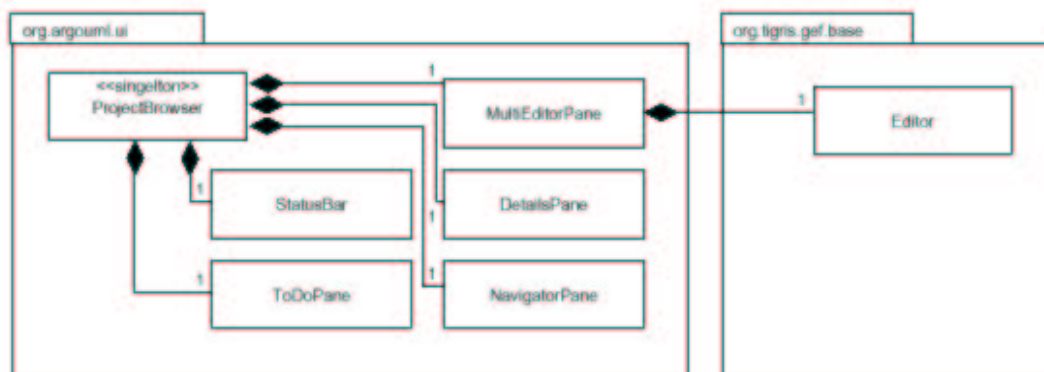 org.argouml.ui
org.tigris.gef.base
<<singelton>>
ProjectBrowser
1
MultiEditorPane
1
Editor
1
StatusBar
1
DetailsPane
1
ToDoPane
1
NavigatorPane